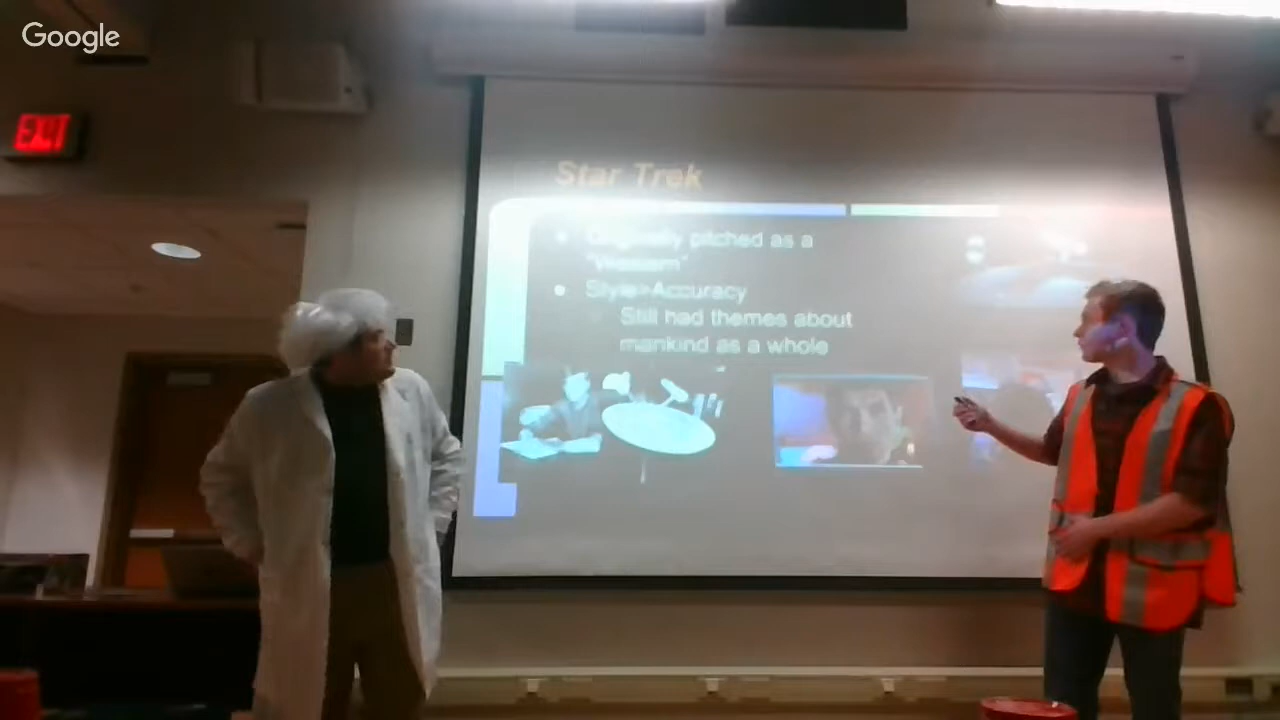 Google
EXIT
Star Trek
Originally pitched as a
"Western"
Style>Accuracy
Still had themes about
mankind as a whole